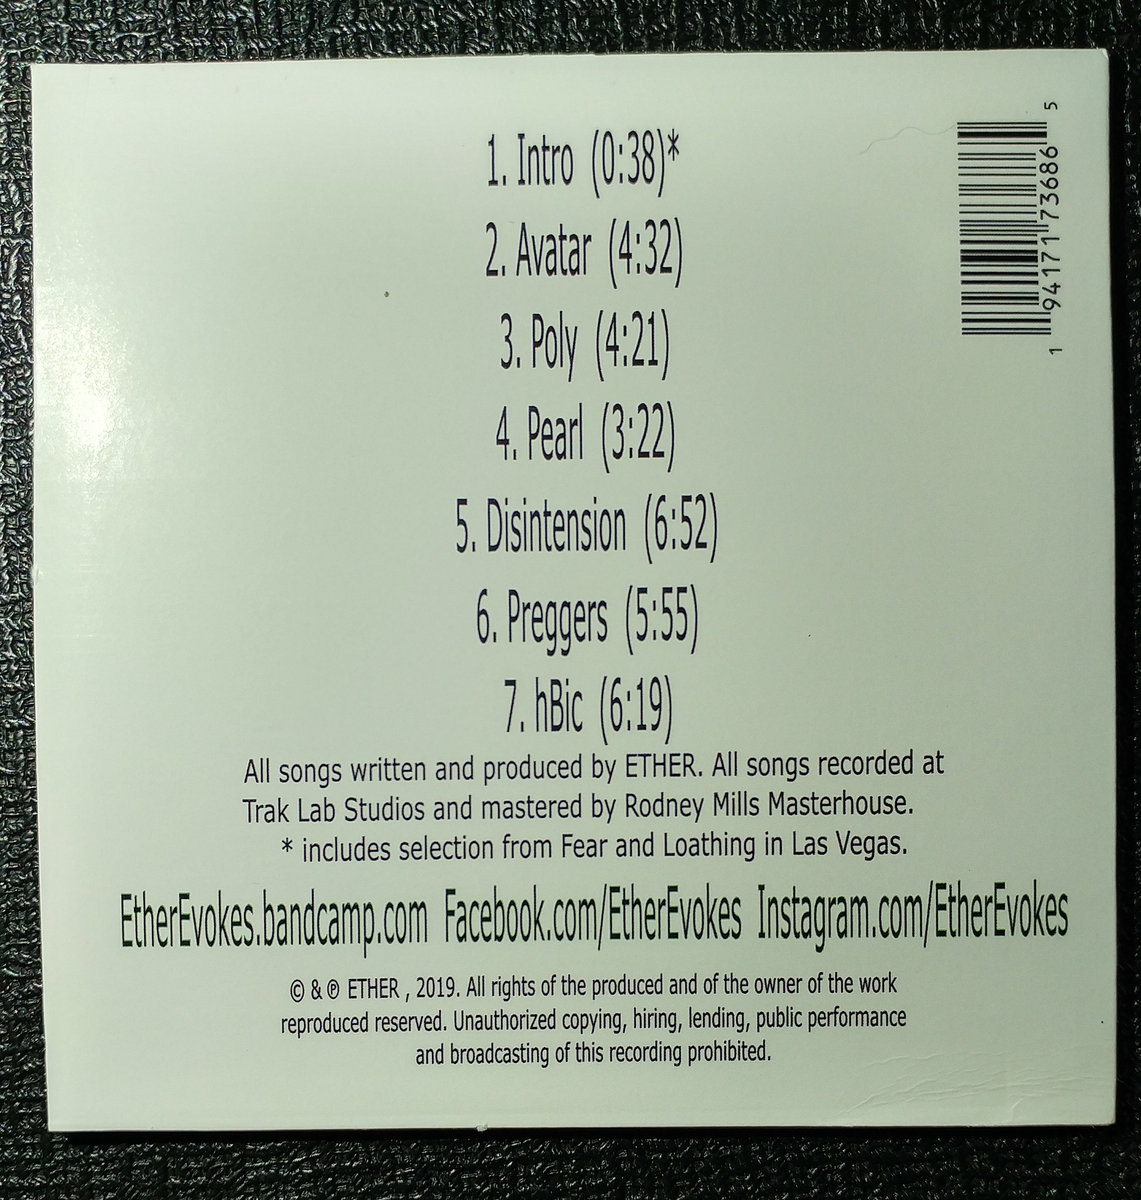 1. Intro (0:38)*
2. Avatar (4:32)
3. Poly (4:21)
4. Pearl (3:22)
5. Disintension (6:52)
6. Preggers (5:55)
7. hBic (6:19)
All songs written and produced by ETHER. All songs recorded at
Trak Lab Studios and mastered by Rodney Mills Masterhouse.
* includes selection from Fear and Loathing in Las Vegas.
EtherEvokes.bandcamp.com Facebook.com/EtherEvokes Instagram.com/EtherEvokes
© & ℗ ETHER , 2019. All rights of the produced and of the owner of the work
reproduced reserved. Unauthorized copying, hiring, lending, public performance
and broadcasting of this recording prohibited.
1 94171 73686 5